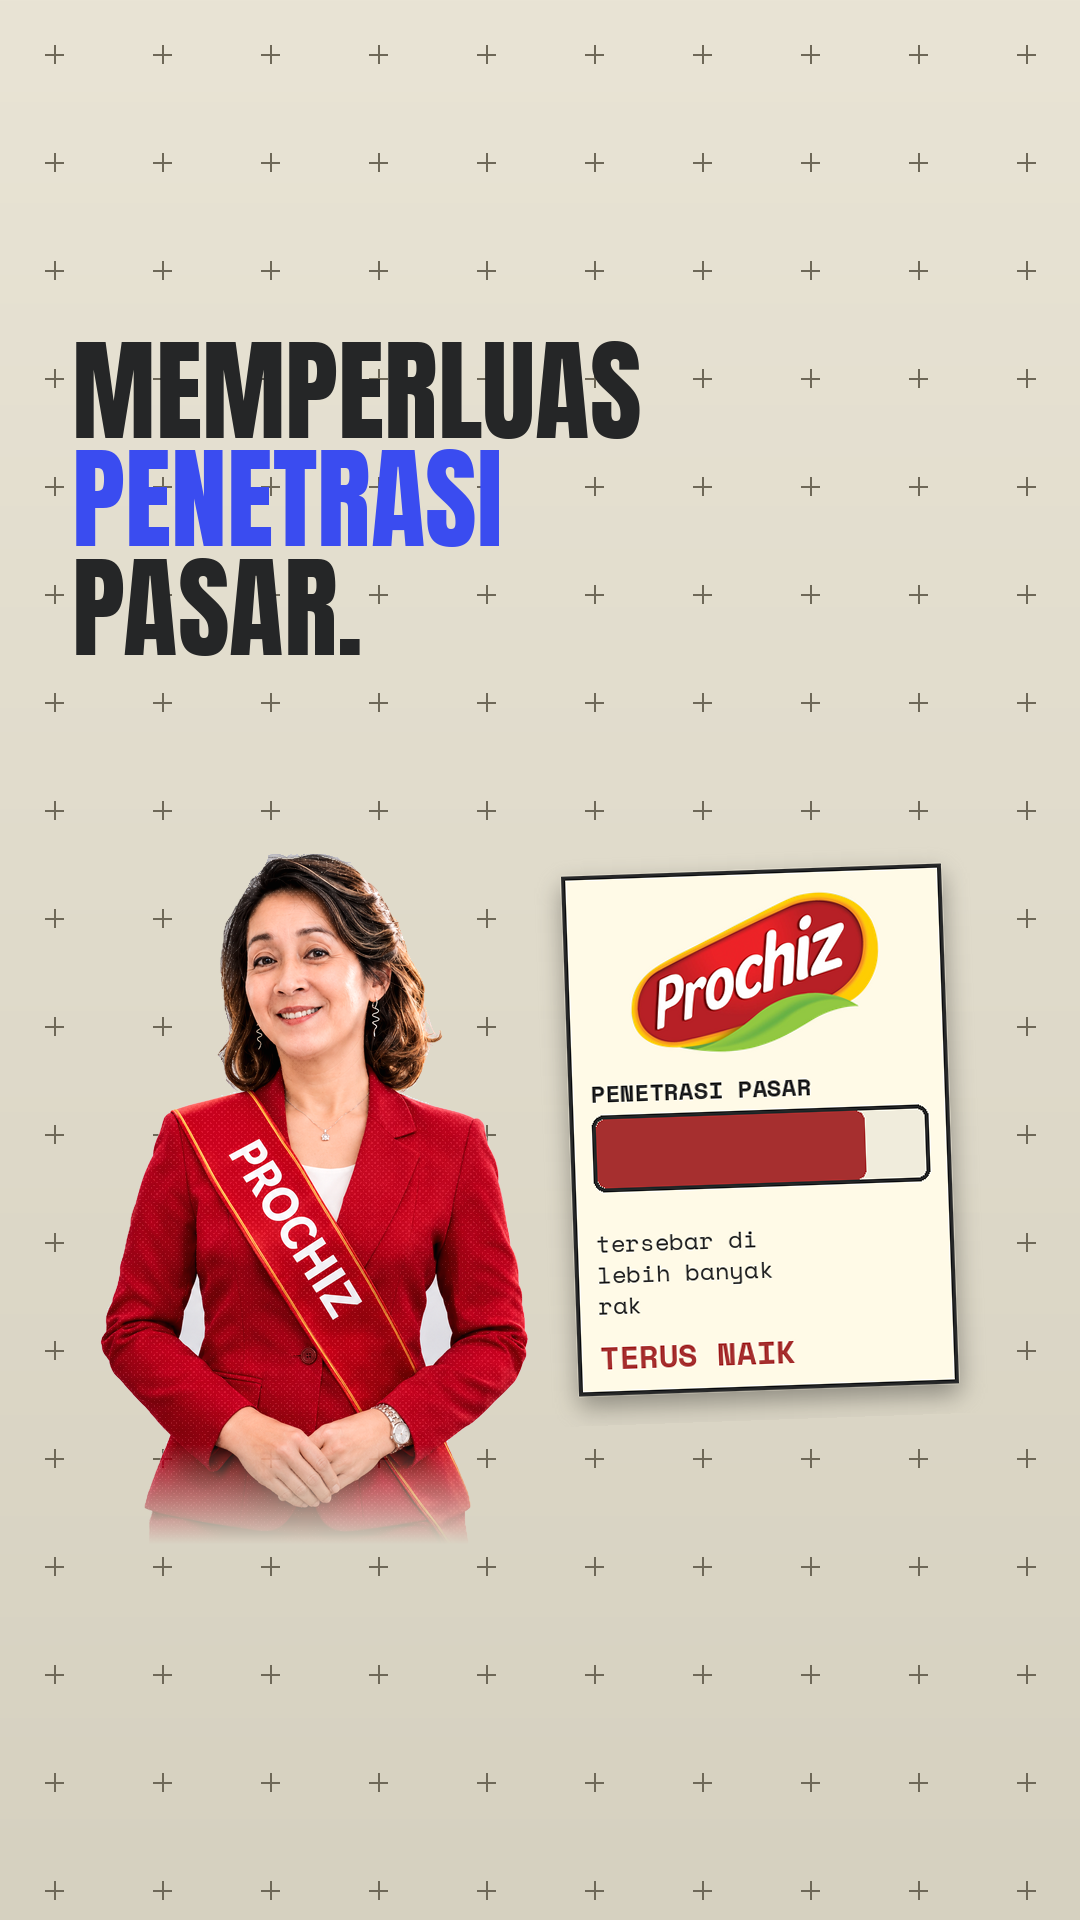 MEMPERLUAS
PENETRASI
PASAR.
PROCHIZ
Prochiz
PENETRASI PASAR
tersebar di
lebih banyak
rak
TERUS NAIK